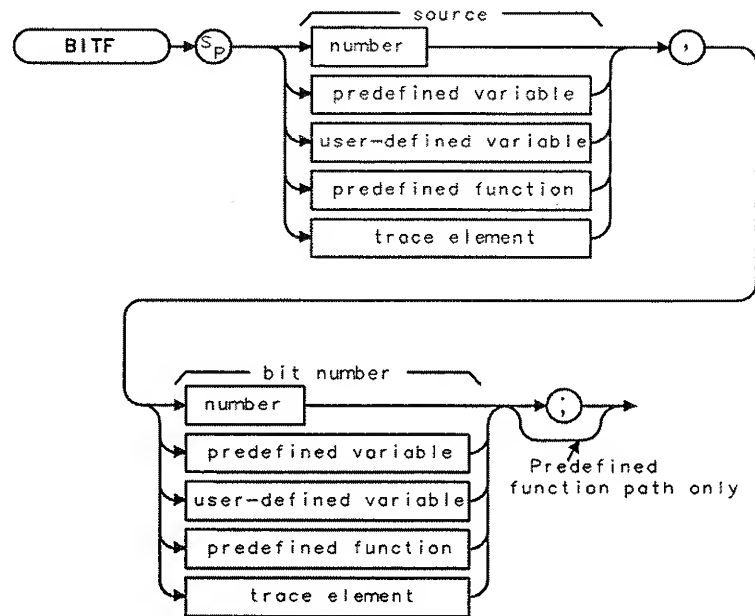 source
BITF
SP
number
,
predefined variable
user-defined variable
predefined function
trace element
bit number
number
;
predefined variable
Predefined
function path only
user-defined variable
predefined function
trace element